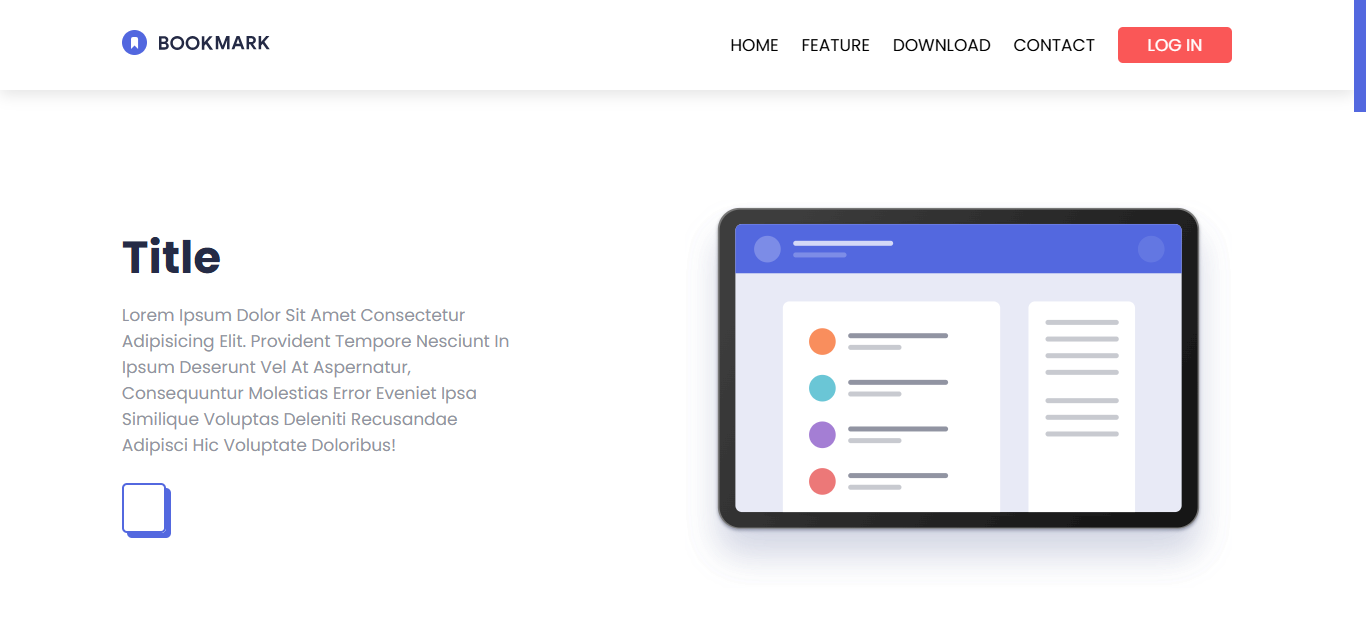 BOOKMARK
HOME FEATURE DOWNLOAD CONTACT LOG IN
Title
Lorem Ipsum Dolor Sit Amet Consectetur
Adipisicing Elit. Provident Tempore Nesciunt In
Ipsum Deserunt Vel At Aspernatur,
Consequuntur Molestias Error Eveniet Ipsa
Similique Voluptas Deleniti Recusandae
Adipisci Hic Voluptate Doloribus!